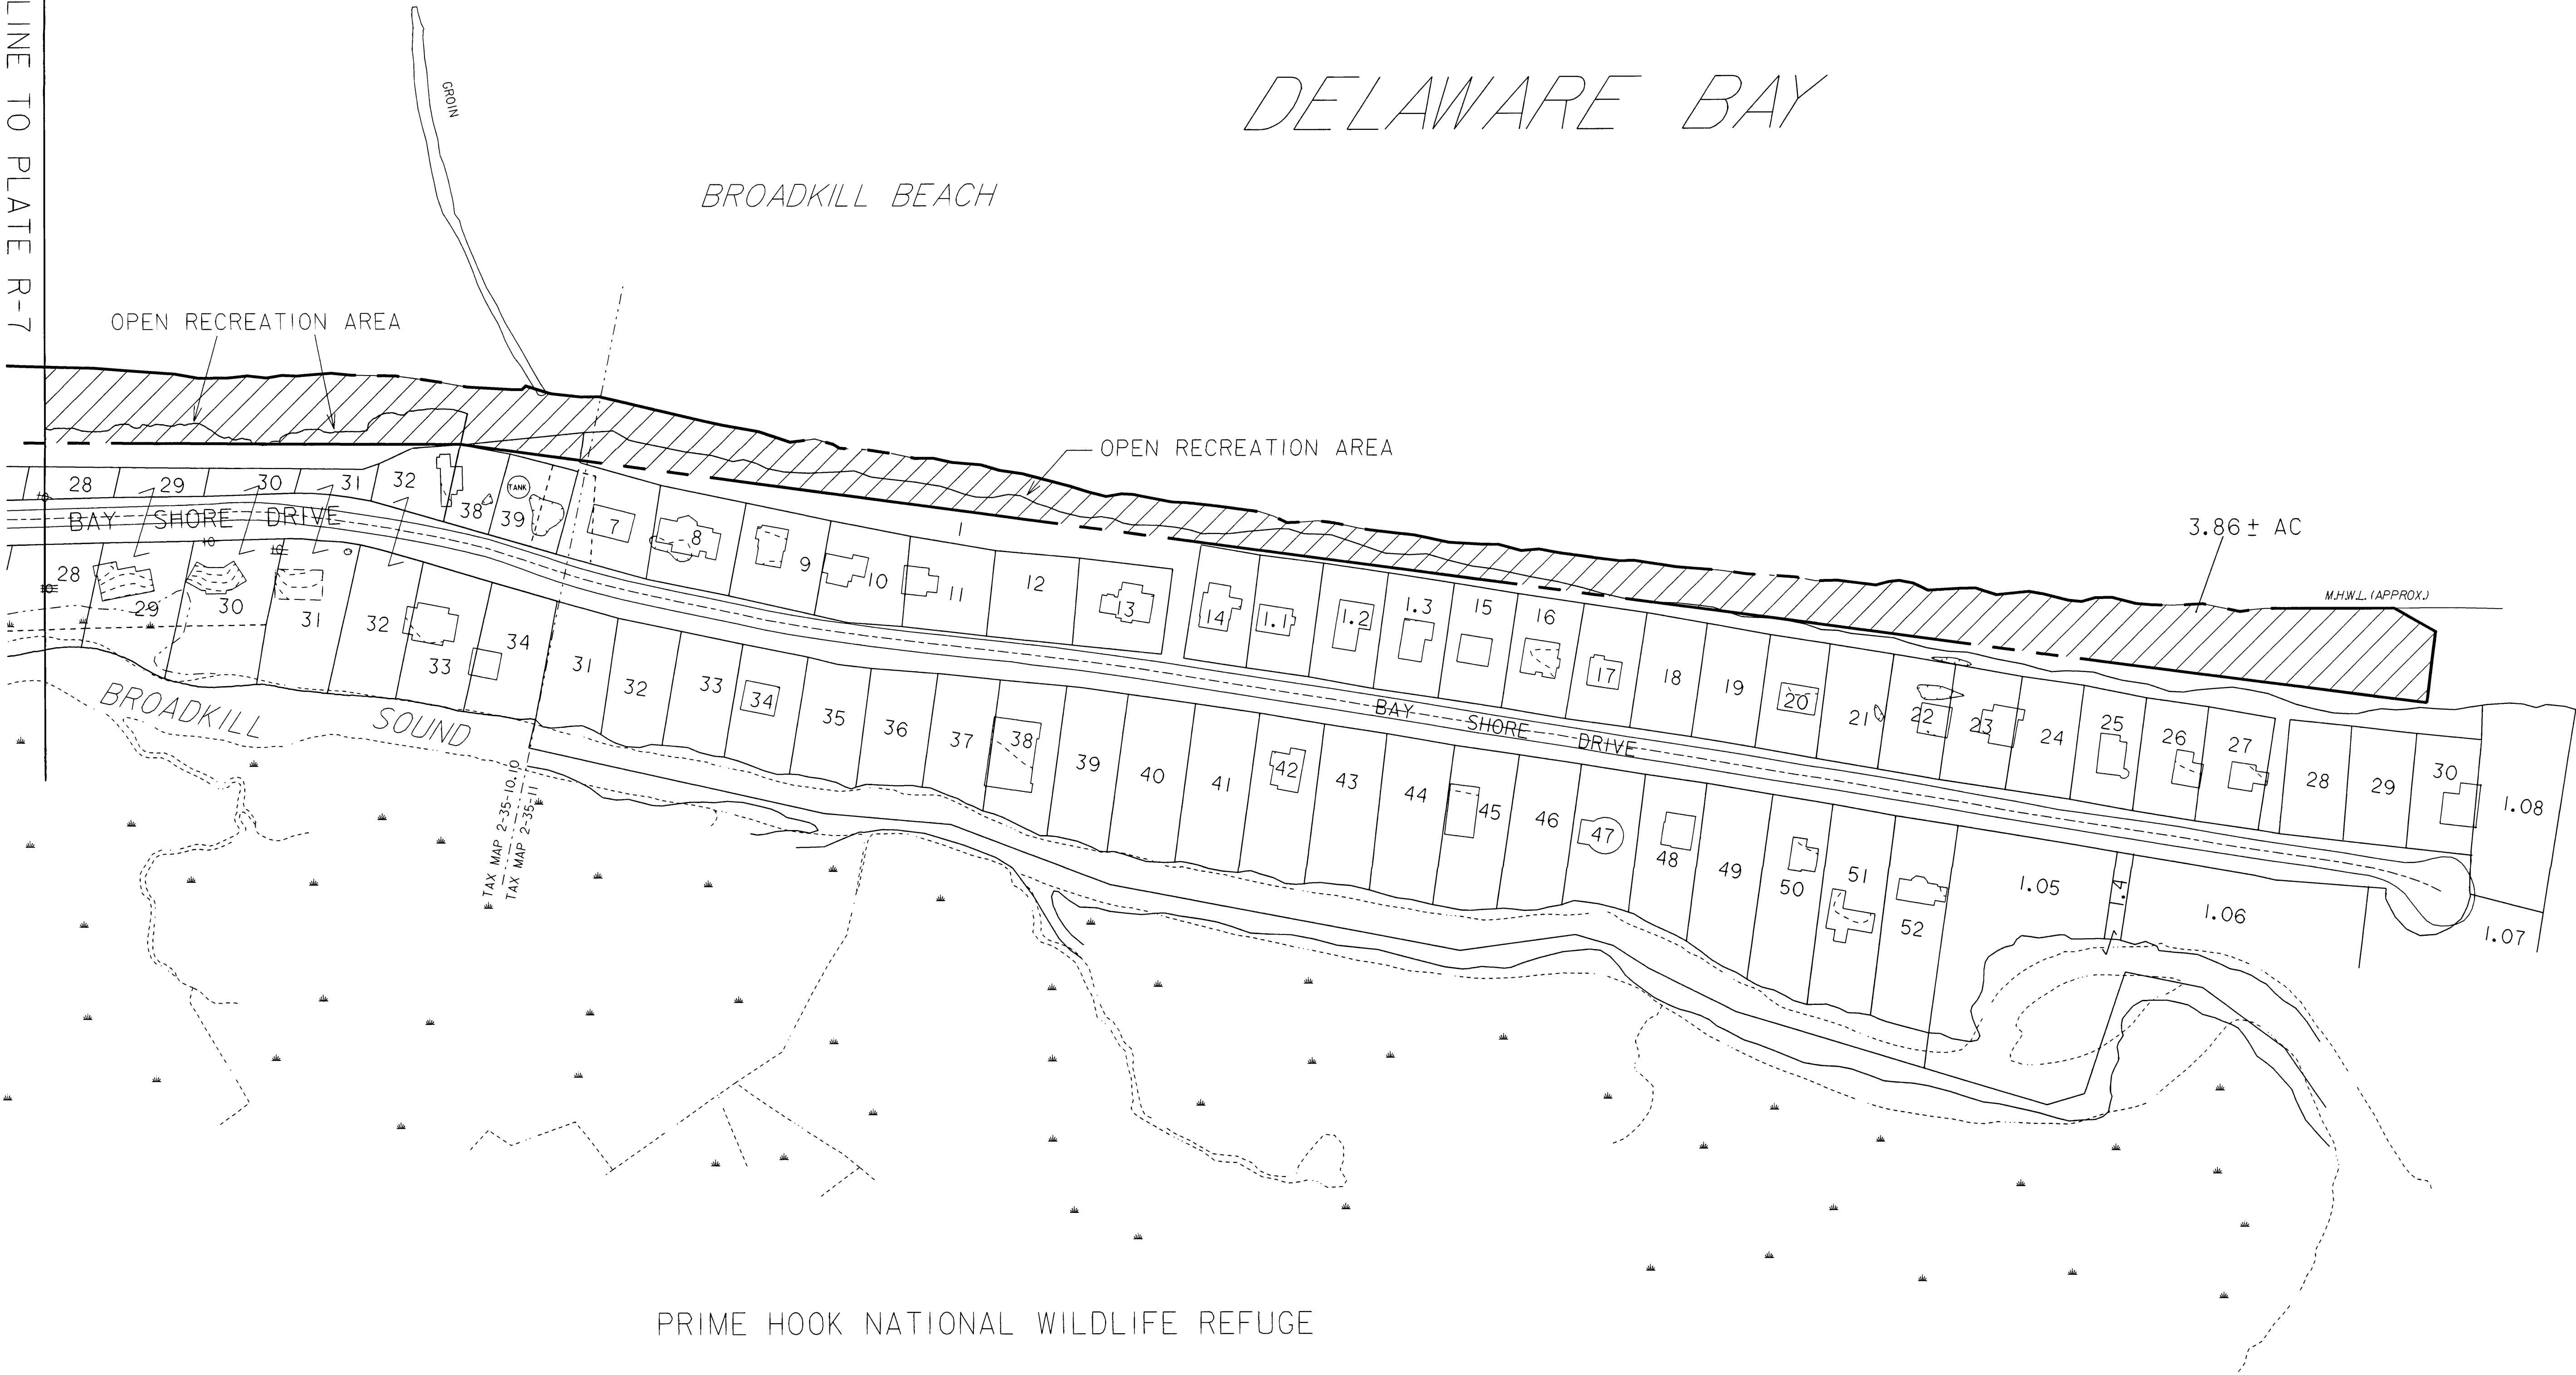 LINE TO PLATE R-7
DELAWARE BAY
GROIN
BROADKILL BEACH
OPEN RECREATION AREA
OPEN RECREATION AREA
3.86 ± AC
M.H.W.L. (APPROX.)
28 29 30 31 32 38 39 TANK 7 8 9 10 11 1 12 13 14 1.1 1.2 1.3 15 16 17 18 19 20 21 22 23 24 25 26 27 28 29 30 1.08
BAY SHORE DRIVE
BAY SHORE DRIVE
28 29 30 31 32 33 34 31 32 33 34 35 36 37 38 39 40 41 42 43 44 45 46 47 48 49 50 51 52 1.05 1.4 1.06 1.07
BROADKILL SOUND
TAX MAP 2-35-10.10
TAX MAP 2-35-11
PRIME HOOK NATIONAL WILDLIFE REFUGE